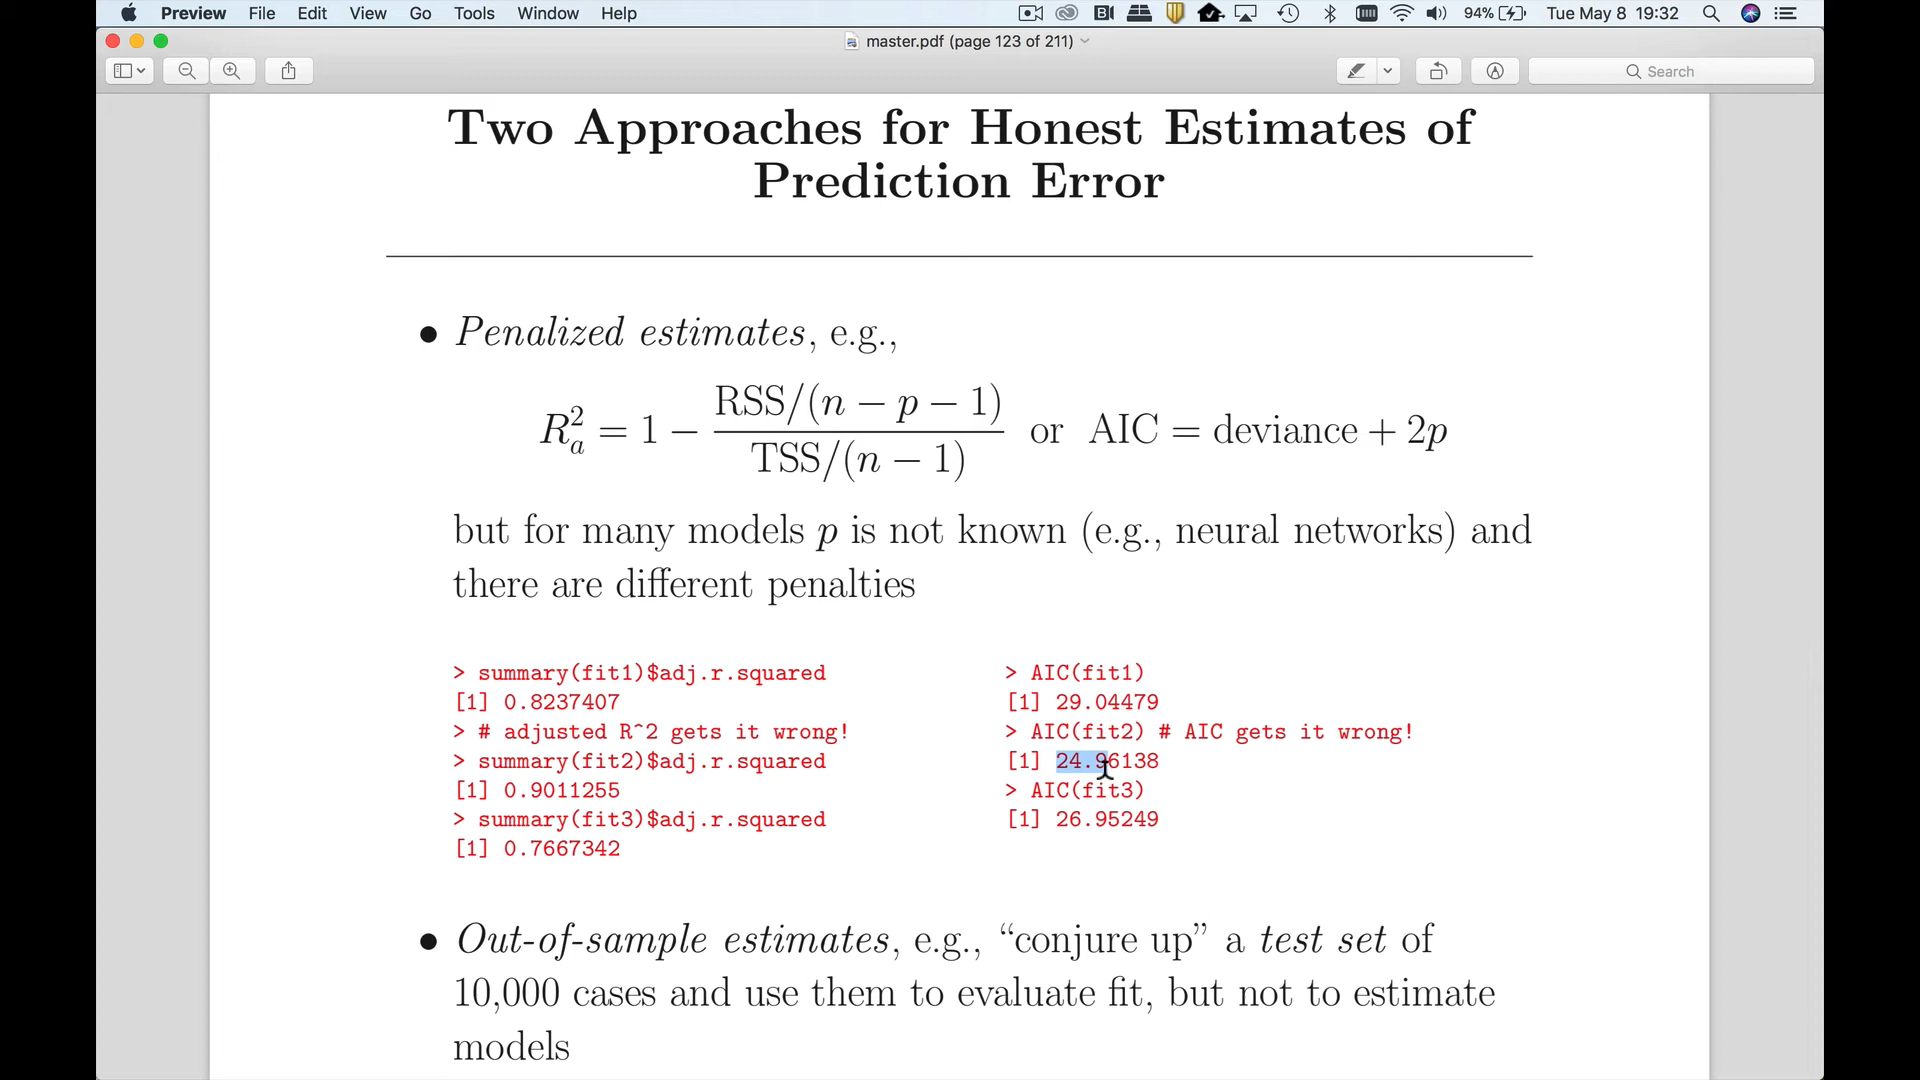 Preview File Edit View Go Tools Window Help 94% Tue May 8 19:32
master.pdf (page 123 of 211)
Search
Two Approaches for Honest Estimates of
Prediction Error
• Penalized estimates, e.g.,
R²ₐ = 1 − RSS/(n − p − 1) / TSS/(n − 1) or AIC = deviance + 2p
but for many models p is not known (e.g., neural networks) and
there are different penalties
> summary(fit1)$adj.r.squared
[1] 0.8237407
> # adjusted R^2 gets it wrong!
> summary(fit2)$adj.r.squared
[1] 0.9011255
> summary(fit3)$adj.r.squared
[1] 0.7667342
> AIC(fit1)
[1] 29.04479
> AIC(fit2) # AIC gets it wrong!
[1] 24.96138
> AIC(fit3)
[1] 26.95249
• Out-of-sample estimates, e.g., “conjure up” a test set of
10,000 cases and use them to evaluate fit, but not to estimate
models